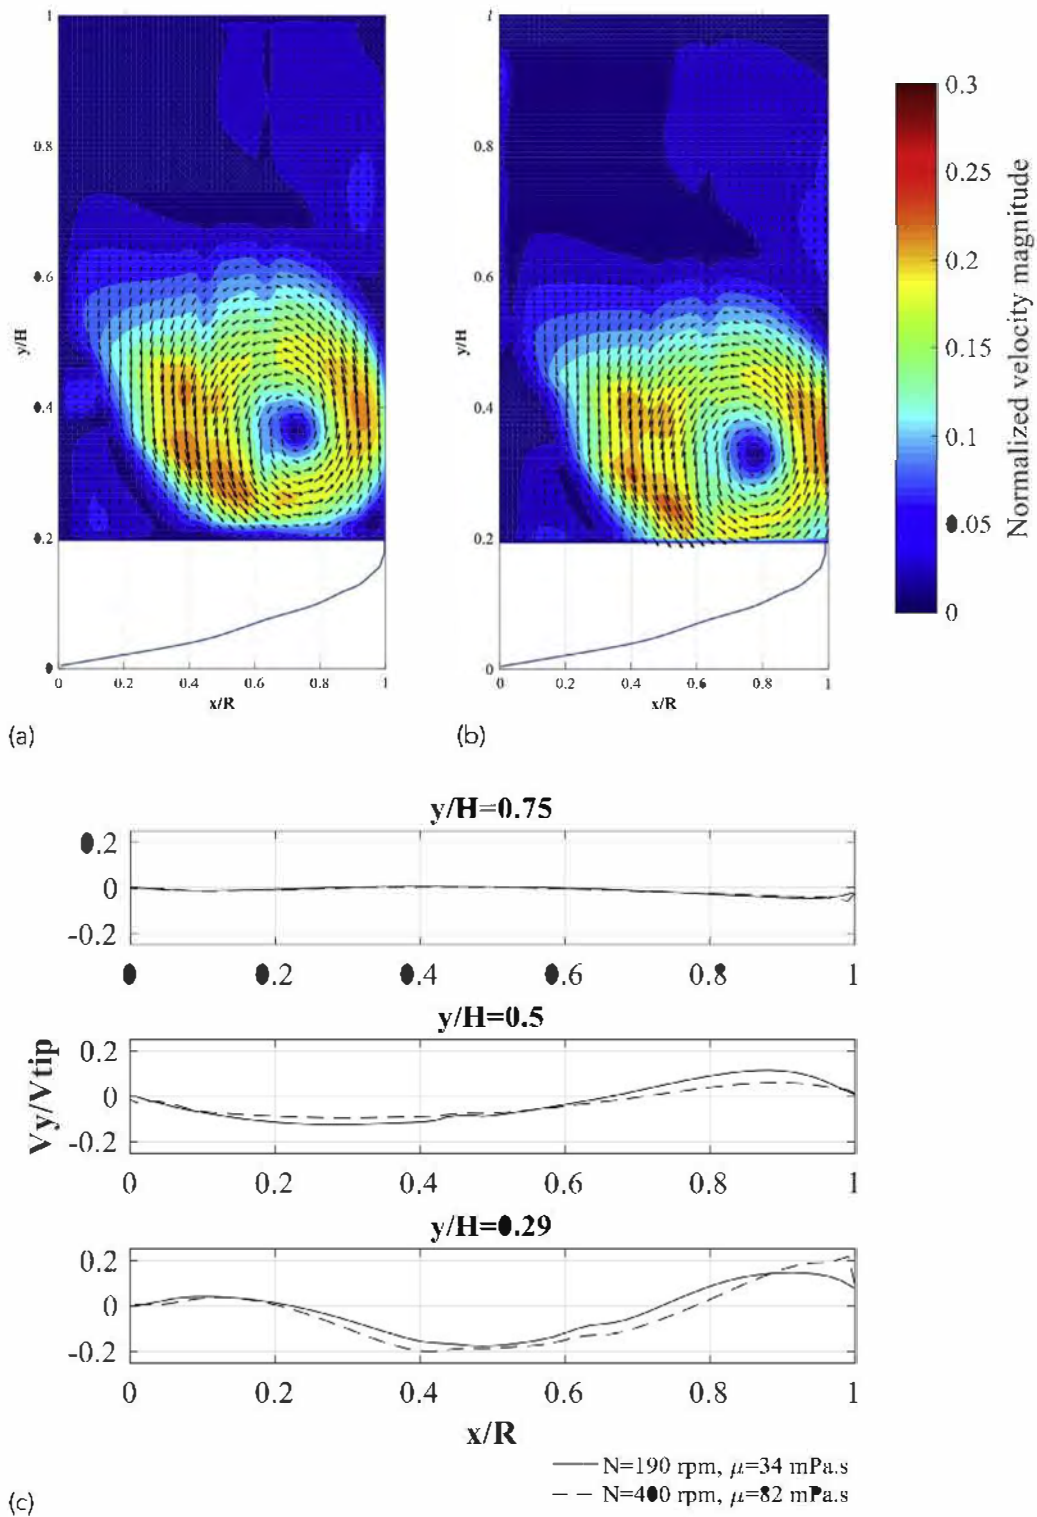 1
0.8
0.6
y/H
0.4
0.2
0
0 0.2 0.4 0.6 0.8 1
x/R
(a)
1
0.8
0.6
y/H
0.4
0.2
0
0 0.2 0.4 0.6 0.8 1
x/R
(b)
0.3
0.25
0.2
0.15
0.1
0.05
0
Normalized velocity magnitude
y/H=0.75
0.2
0
-0.2
0 0.2 0.4 0.6 0.8 1
y/H=0.5
0.2
0
-0.2
Vy/Vtip
0 0.2 0.4 0.6 0.8 1
y/H=0.29
0.2
0
-0.2
0 0.2 0.4 0.6 0.8 1
x/R
N=190 rpm, μ=34 mPa.s
N=400 rpm, μ=82 mPa.s
(c)